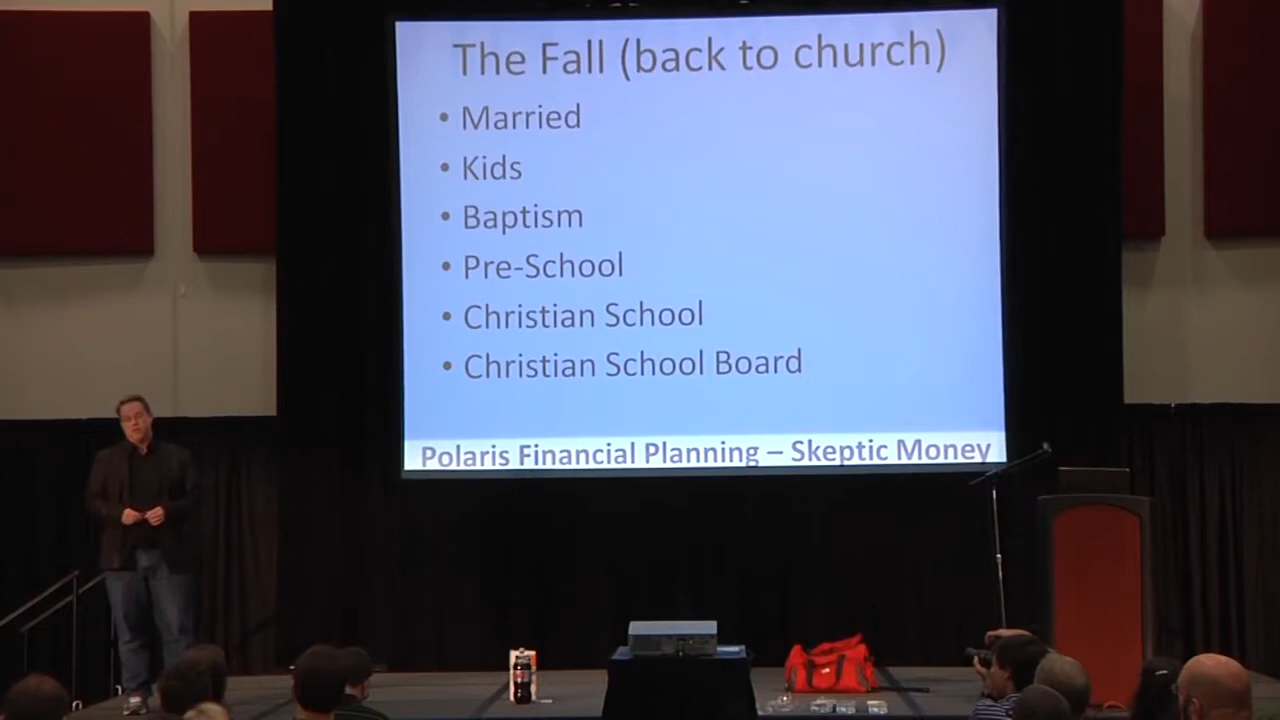 The Fall (back to church)
• Married
• Kids
• Baptism
• Pre-School
• Christian School
• Christian School Board
Polaris Financial Planning – Skeptic Money